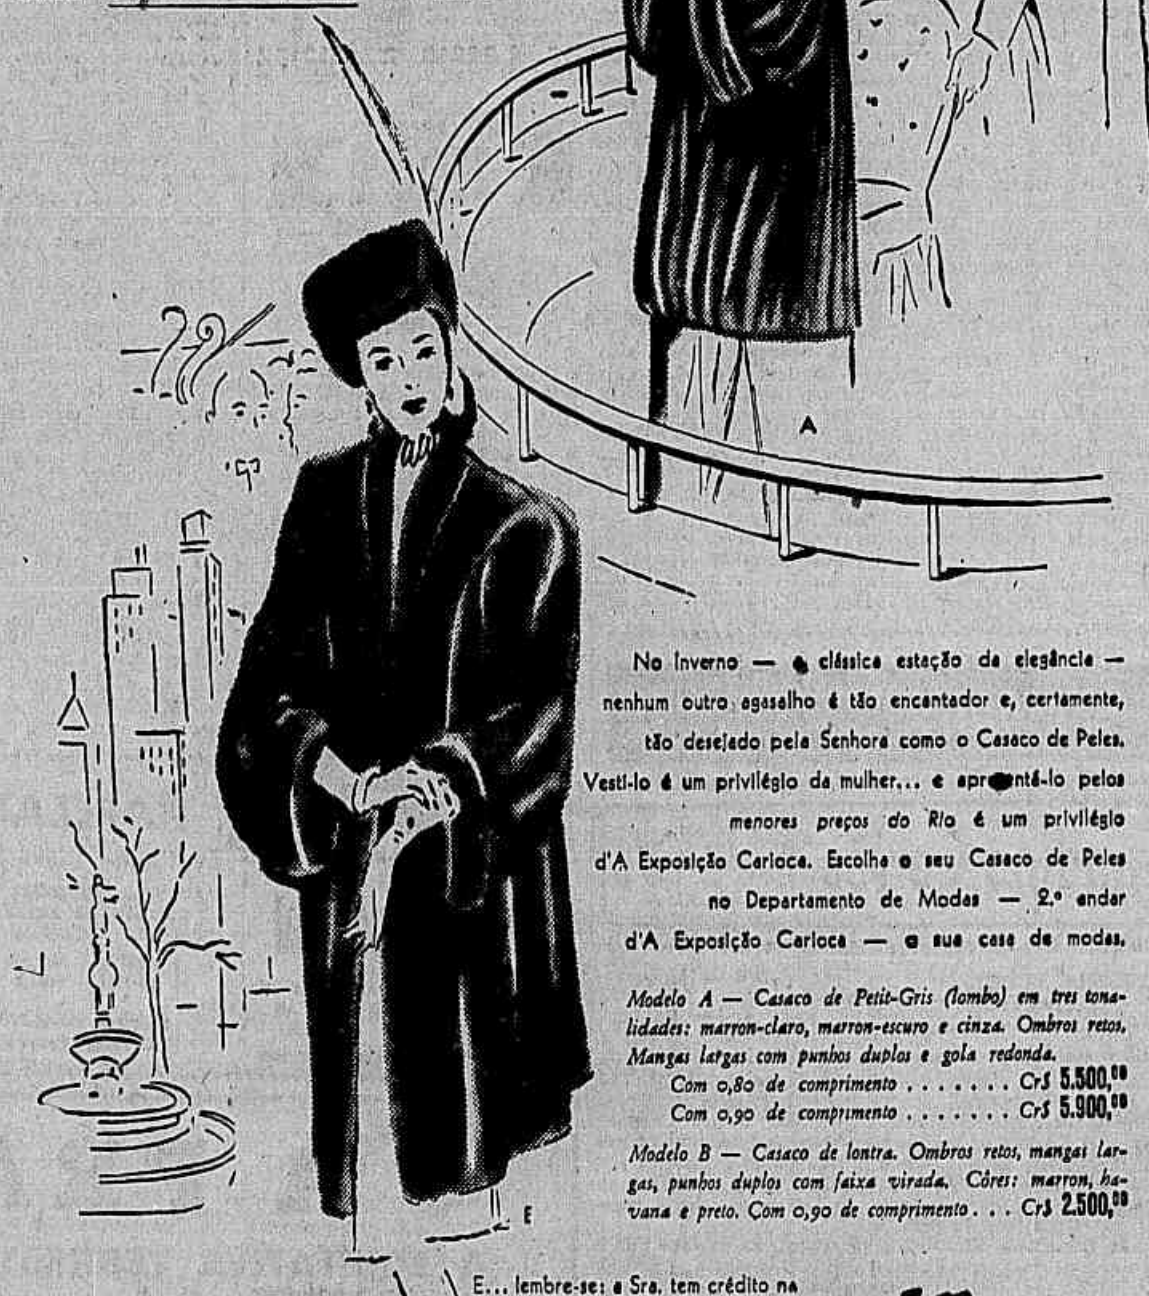 A
No Inverno — a clássica estação da elegância —
nenhum outro agasalho é tão encantador e, certamente,
tão desejado pela Senhora como o Casaco de Peles.
Vesti-lo é um privilégio da mulher... e apresentá-lo pelos
menores preços do Rio é um privilégio
d'A Exposição Carioca. Escolha o seu Casaco de Peles
no Departamento de Modas — 2.º andar
d'A Exposição Carioca — a sua casa de modas.
Modelo A — Casaco de Petit-Gris (lombo) em tres tona-
lidades: marron-claro, marron-escuro e cinza. Ombros retos.
Mangas largas com punhos duplos e gola redonda.
Com 0,80 de comprimento . . . . . . . Cr$ 5.500,00
Com 0,90 de comprimento . . . . . . . Cr$ 5.900,00
Modelo B — Casaco de lontra. Ombros retos, mangas lar-
gas, punhos duplos com faixa virada. Côres: marron, ha-
vana e preto. Com 0,90 de comprimento . . . Cr$ 2.500,00
E
E... lembre-se: a Sra. tem crédito na